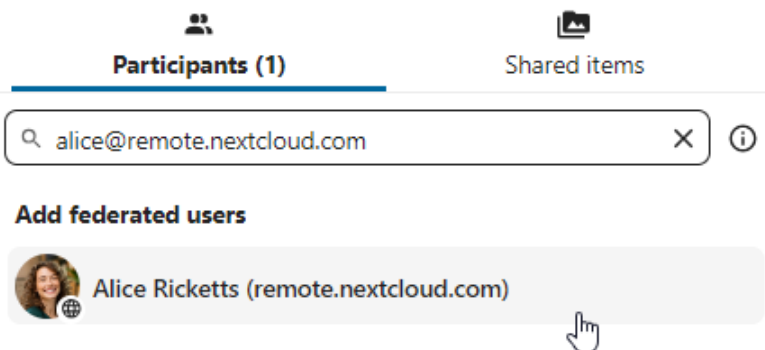 Participants (1)
Shared items
alice@remote.nextcloud.com
Add federated users
Alice Ricketts (remote.nextcloud.com)